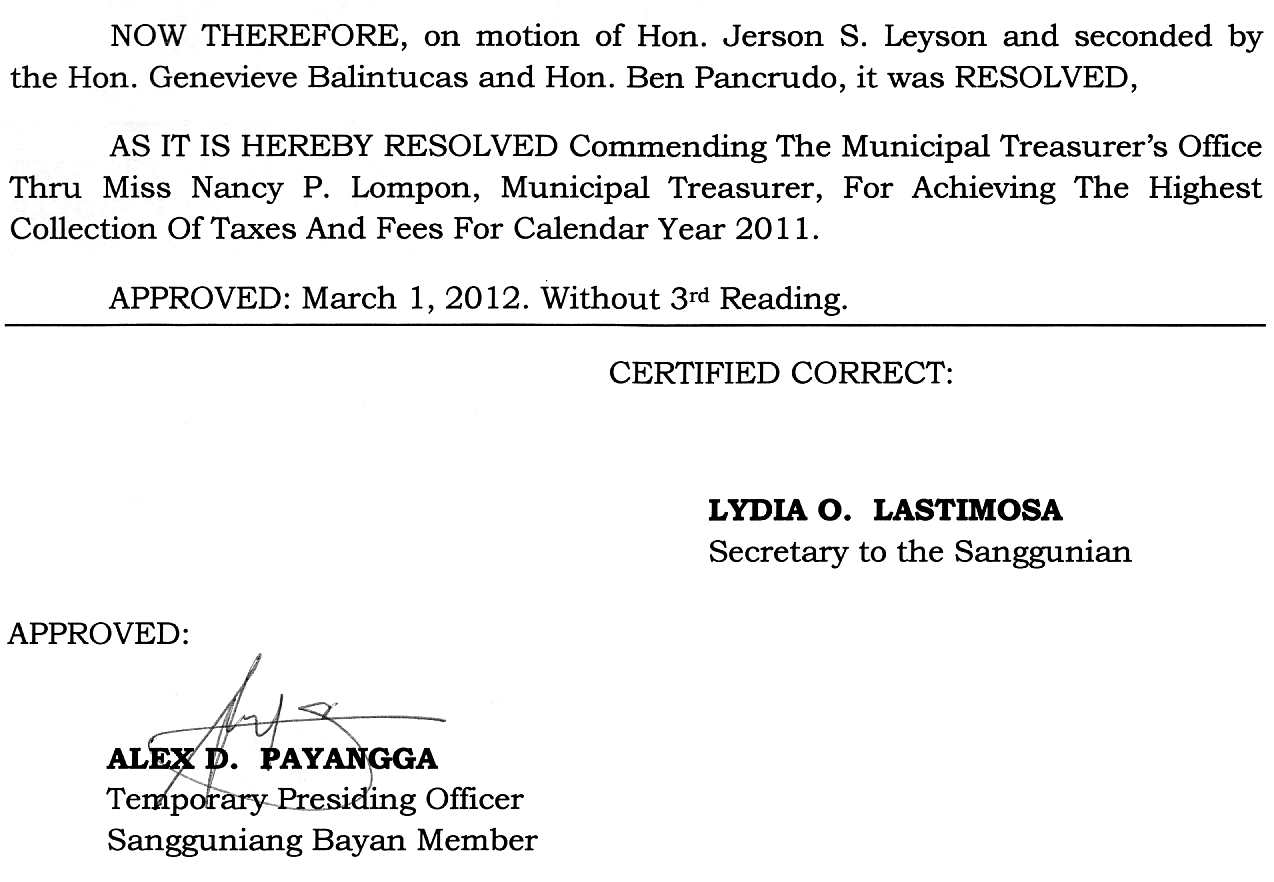 NOW THEREFORE, on motion of Hon. Jerson S. Leyson and seconded by
the Hon. Genevieve Balintucas and Hon. Ben Pancrudo, it was RESOLVED,
AS IT IS HEREBY RESOLVED Commending The Municipal Treasurer's Office
Thru Miss Nancy P. Lompon, Municipal Treasurer, For Achieving The Highest
Collection Of Taxes And Fees For Calendar Year 2011.
APPROVED: March 1, 2012. Without 3rd Reading.
CERTIFIED CORRECT:
LYDIA O. LASTIMOSA
Secretary to the Sanggunian
APPROVED:
ALEX D. PAYANGGA
Temporary Presiding Officer
Sangguniang Bayan Member